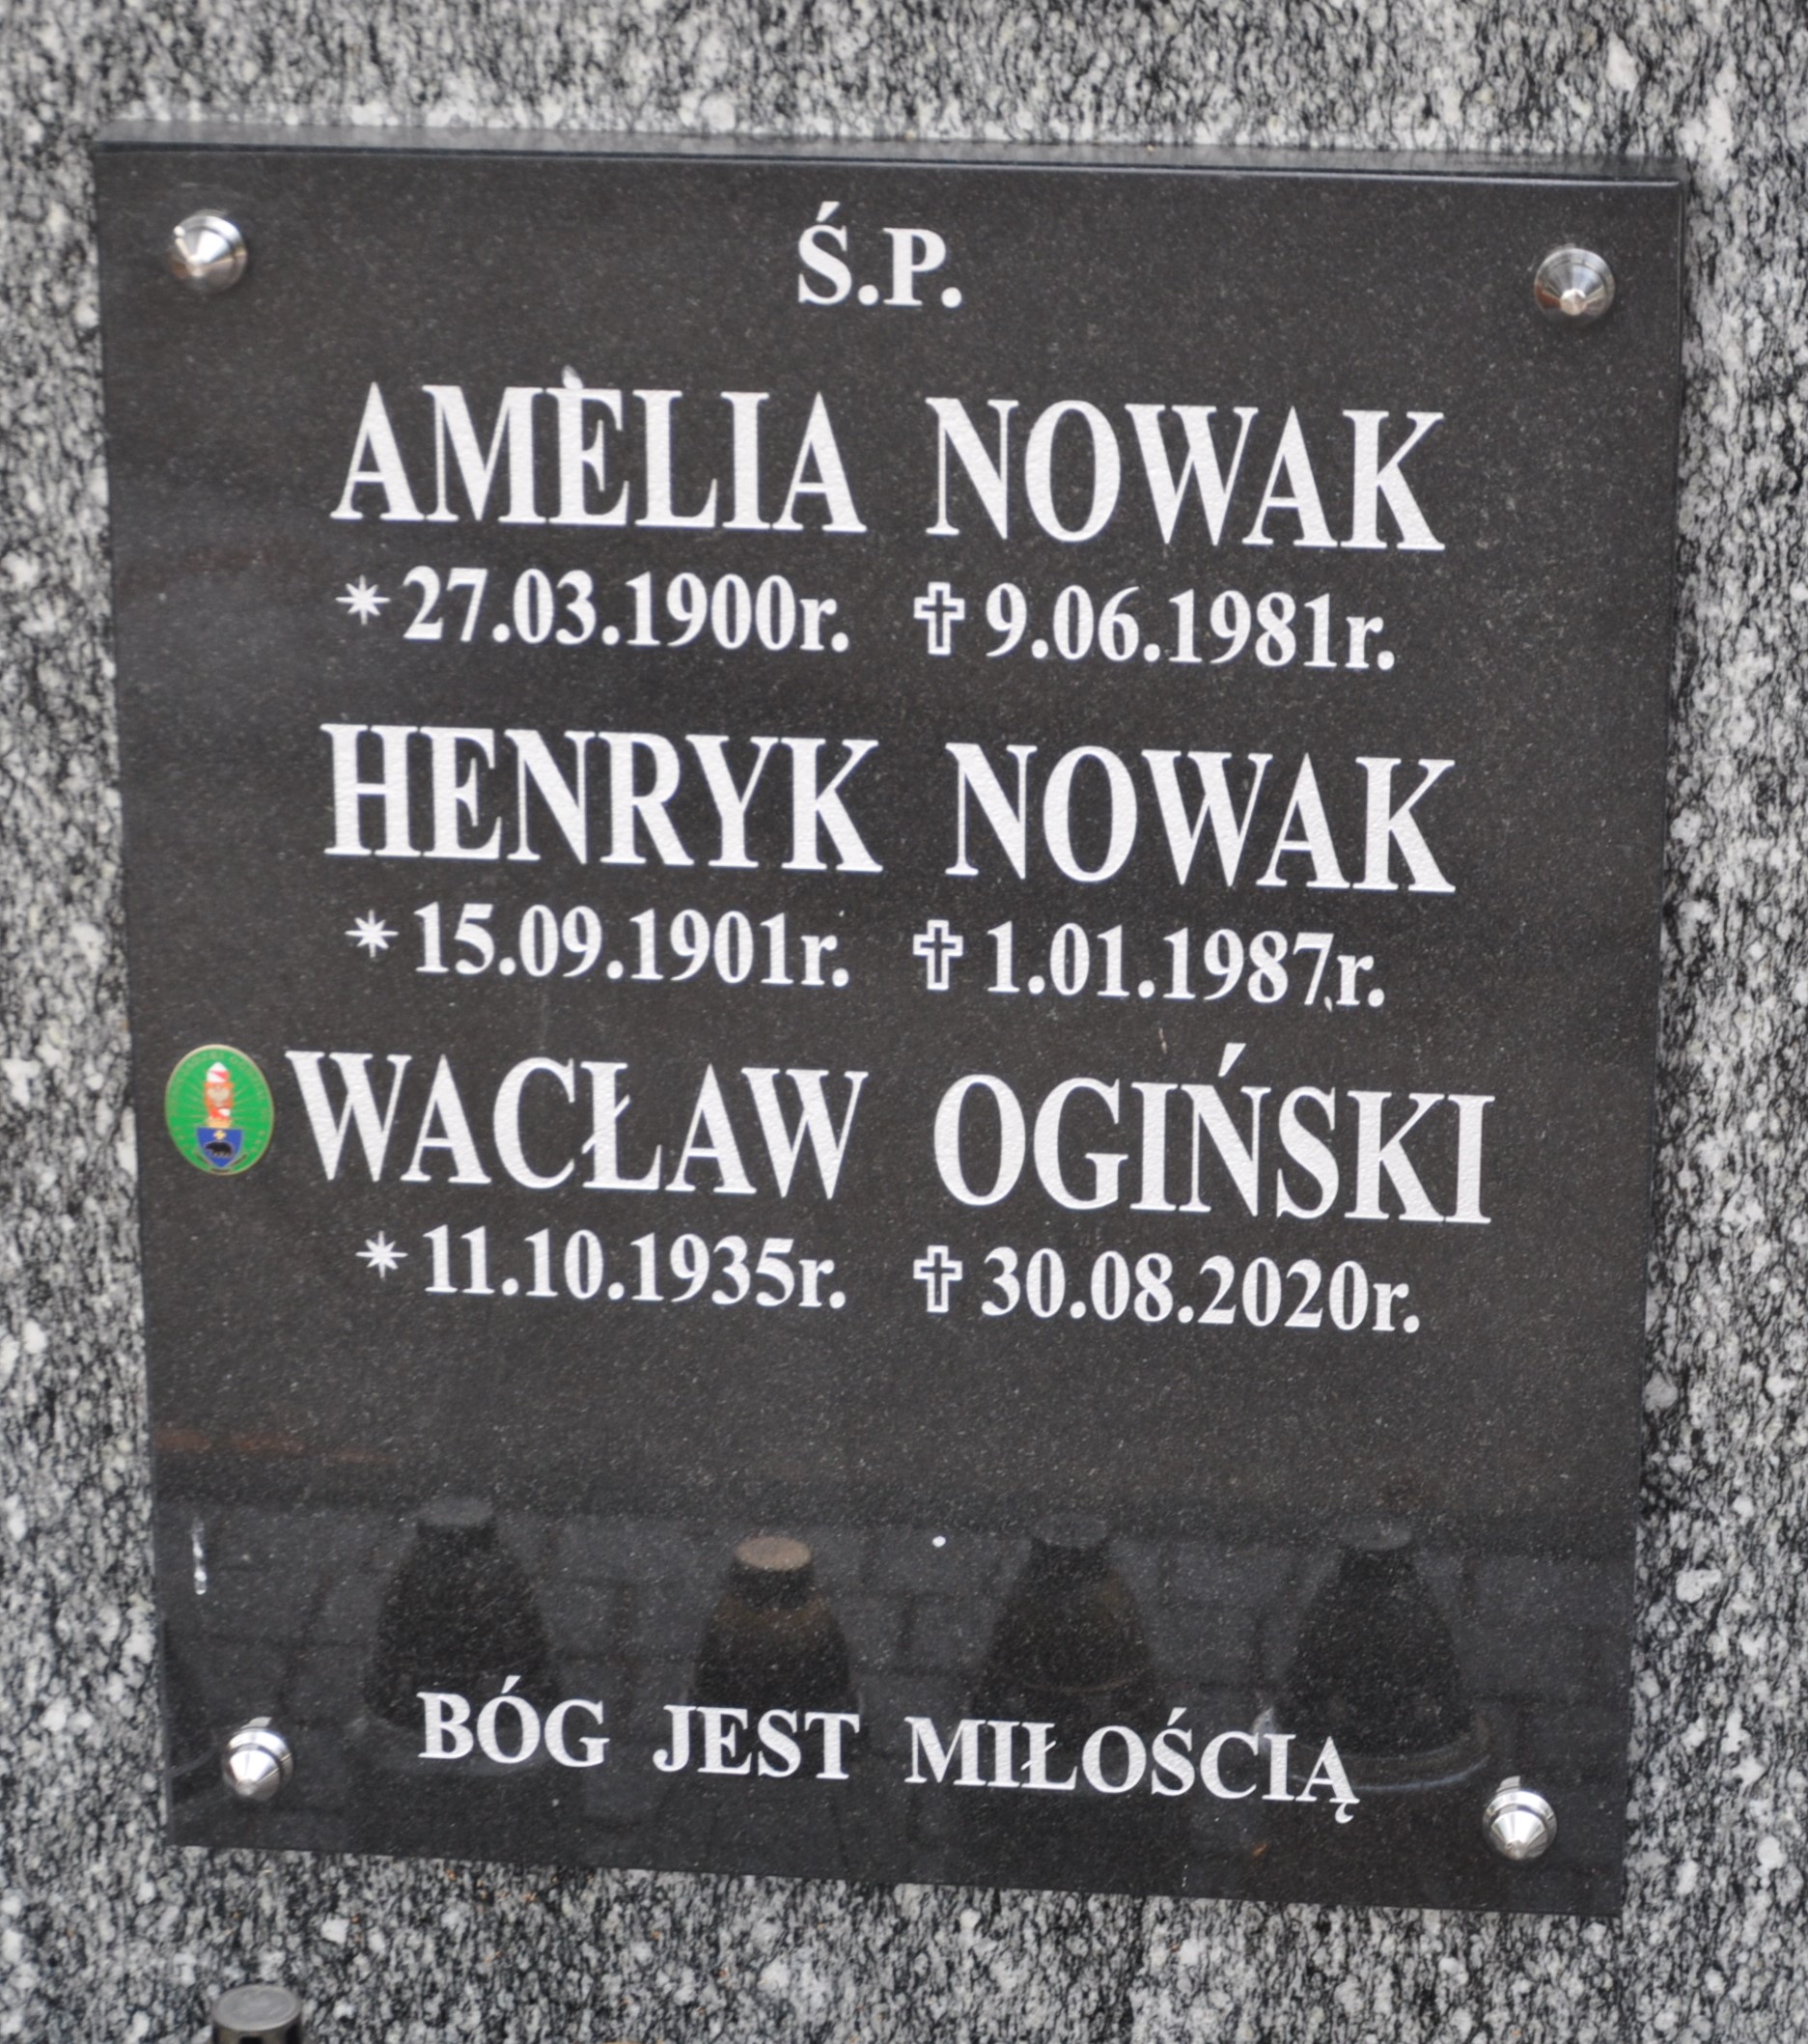 Ś.P.
AMELIA NOWAK
* 27.03.1900r. ✝ 9.06.1981r.
HENRYK NOWAK
* 15.09.1901r. ✝ 1.01.1987r.
WACŁAW OGIŃSKI
* 11.10.1935r. ✝ 30.08.2020r.
BÓG JEST MIŁOŚCIĄ